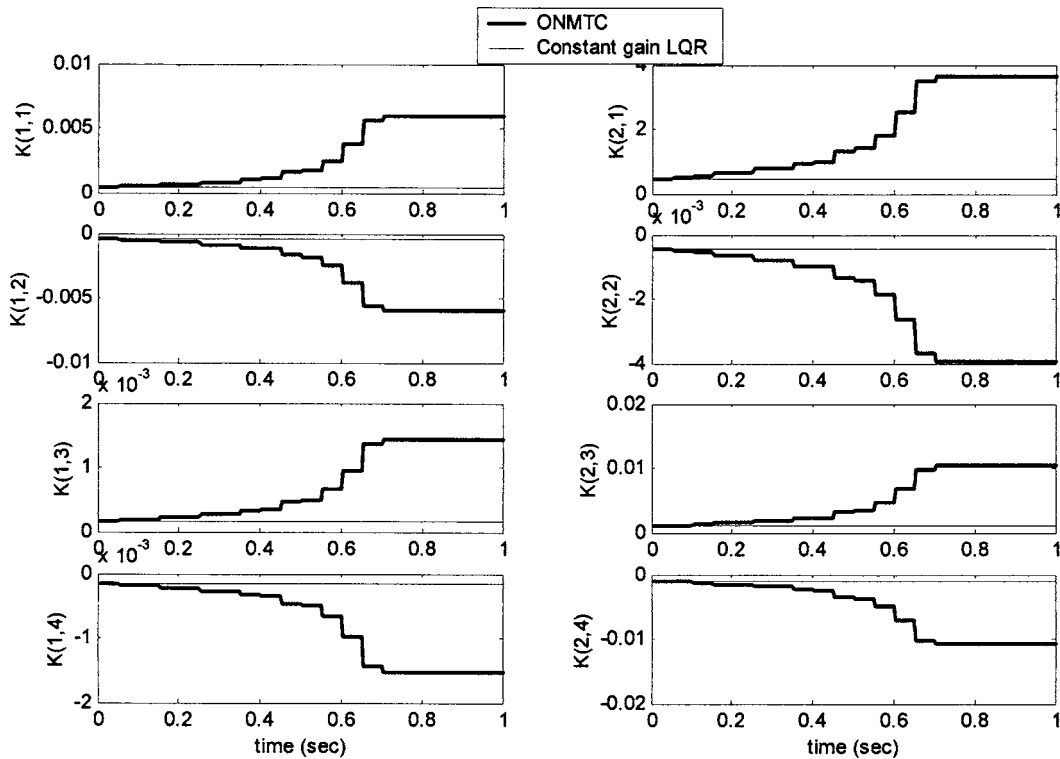 ONMTC
Constant gain LQR
0.01
0.005
0
K(1,1)
0 0.2 0.4 0.6 0.8 1
4
2
0
K(2,1)
0 0.2 0.4 0.6 0.8 1
x 10-3
0
-0.005
-0.01
K(1,2)
0 0.2 0.4 0.6 0.8 1
x 10-3
0
-2
-4
K(2,2)
0 0.2 0.4 0.6 0.8 1
2
1
0
K(1,3)
0 0.2 0.4 0.6 0.8 1
x 10-3
0.02
0.01
0
K(2,3)
0 0.2 0.4 0.6 0.8 1
0
-1
-2
K(1,4)
0 0.2 0.4 0.6 0.8 1
time (sec)
0
-0.01
-0.02
K(2,4)
0 0.2 0.4 0.6 0.8 1
time (sec)